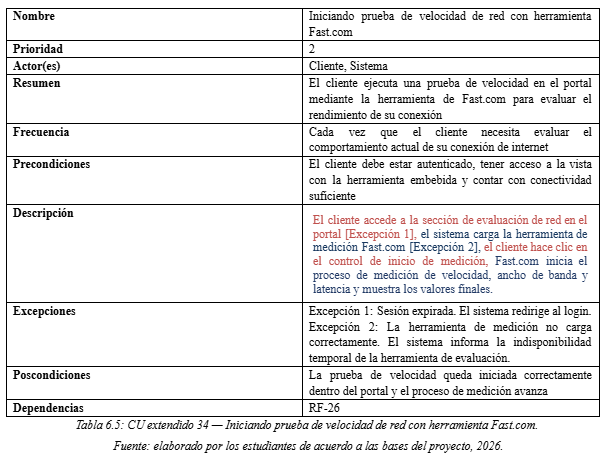 Nombre
Iniciando prueba de velocidad de red con herramienta
Fast.com
Prioridad
2
Actor(es)
Cliente, Sistema
Resumen
El cliente ejecuta una prueba de velocidad en el portal
mediante la herramienta de Fast.com para evaluar el
rendimiento de su conexión
Frecuencia
Cada vez que el cliente necesita evaluar el
comportamiento actual de su conexión de internet
Precondiciones
El cliente debe estar autenticado, tener acceso a la vista
con la herramienta embebida y contar con conectividad
suficiente
Descripción
El cliente accede a la sección de evaluación de red en el
portal [Excepción 1], el sistema carga la herramienta de
medición Fast.com [Excepción 2], el cliente hace clic en
el control de inicio de medición, Fast.com inicia el
proceso de medición de velocidad, ancho de banda y
latencia y muestra los valores finales.
Excepciones
Excepción 1: Sesión expirada. El sistema redirige al login.
Excepción 2: La herramienta de medición no carga
correctamente. El sistema informa la indisponibilidad
temporal de la herramienta de evaluación.
Poscondiciones
La prueba de velocidad queda iniciada correctamente
dentro del portal y el proceso de medición avanza
Dependencias
RF-26
Tabla 6.5: CU extendido 34 — Iniciando prueba de velocidad de red con herramienta Fast.com.
Fuente: elaborado por los estudiantes de acuerdo a las bases del proyecto, 2026.